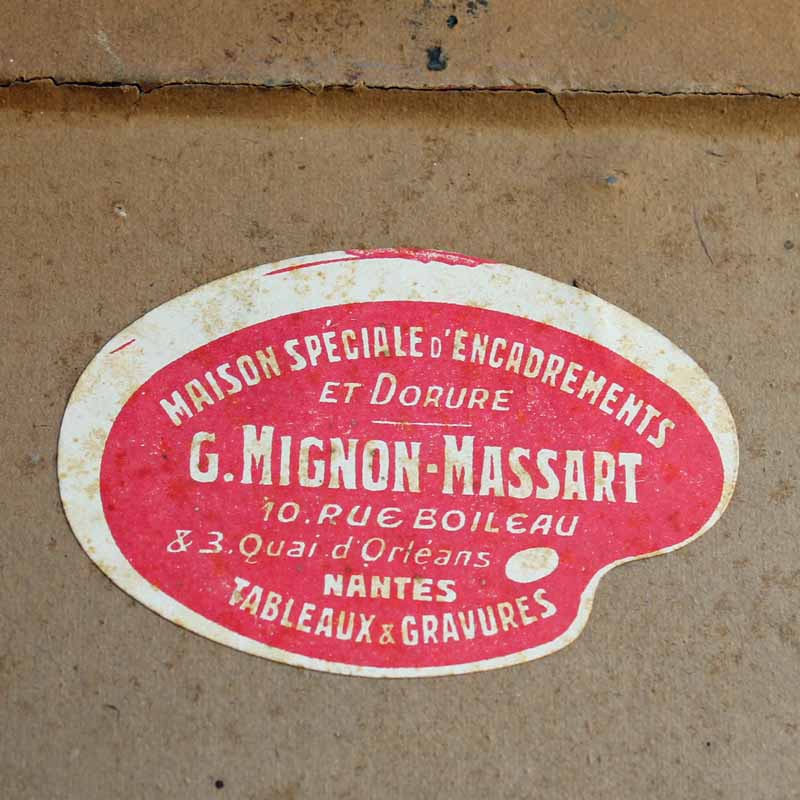 MAISON SPÉCIALE D'ENCADREMENTS
ET DORURE
G. MIGNON-MASSART
10. RUE BOILEAU
& 3. Quai d'Orléans
NANTES
TABLEAUX & GRAVURES